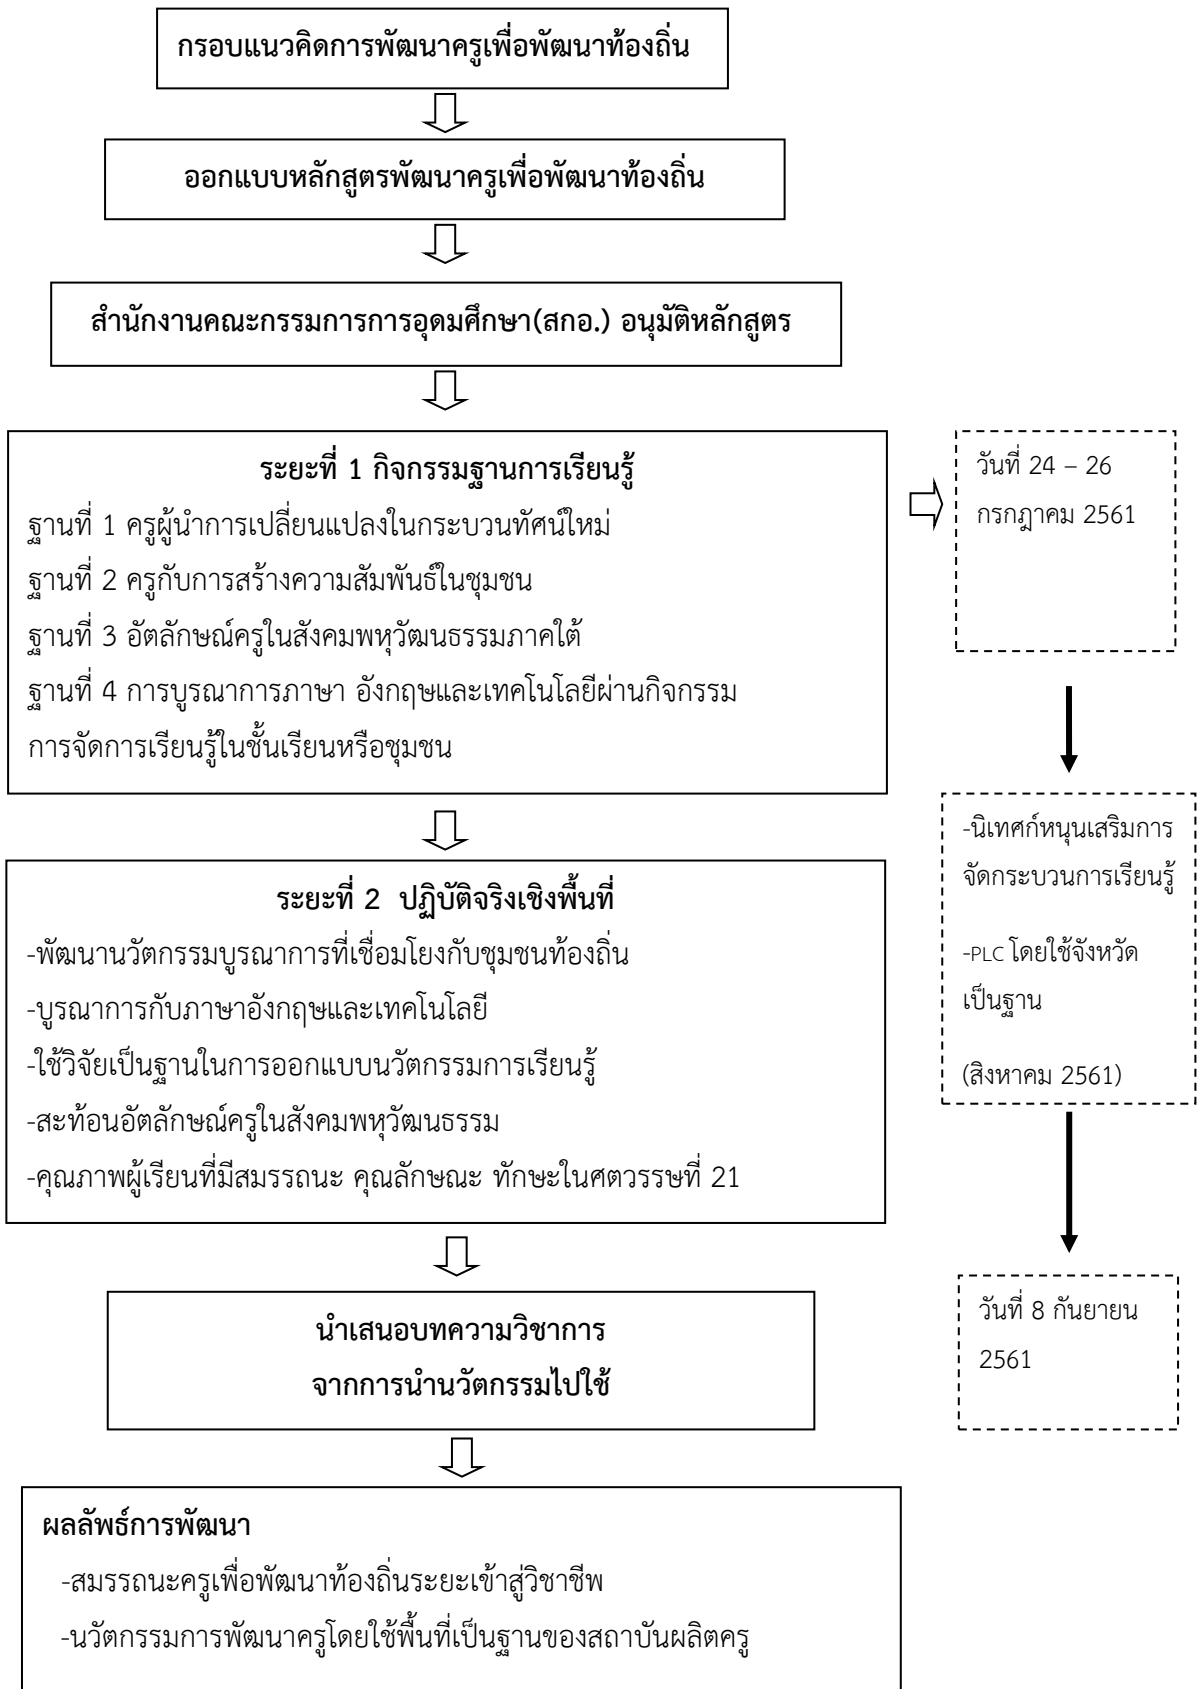 กรอบแนวคิดการพัฒนาครูเพื่อพัฒนาท้องถิ่น
ออกแบบหลักสูตรพัฒนาครูเพื่อพัฒนาท้องถิ่น
สำนักงานคณะกรรมการการอุดมศึกษา(สกอ.) อนุมัติหลักสูตร
ระยะที่ 1 กิจกรรมฐานการเรียนรู้
ฐานที่ 1 ครูผู้นำการเปลี่ยนแปลงในกระบวนทัศน์ใหม่
ฐานที่ 2 ครูกับการสร้างความสัมพันธ์ในชุมชน
ฐานที่ 3 อัตลักษณ์ครูในสังคมพหุวัฒนธรรมภาคใต้
ฐานที่ 4 การบูรณาการภาษา อังกฤษและเทคโนโลยีผ่านกิจกรรม
การจัดการเรียนรู้ในชั้นเรียนหรือชุมชน
วันที่ 24 – 26
กรกฎาคม 2561
ระยะที่ 2 ปฏิบัติจริงเชิงพื้นที่
-พัฒนานวัตกรรมบูรณาการที่เชื่อมโยงกับชุมชนท้องถิ่น
-บูรณาการกับภาษาอังกฤษและเทคโนโลยี
-ใช้วิจัยเป็นฐานในการออกแบบนวัตกรรมการเรียนรู้
-สะท้อนอัตลักษณ์ครูในสังคมพหุวัฒนธรรม
-คุณภาพผู้เรียนที่มีสมรรถนะ คุณลักษณะ ทักษะในศตวรรษที่ 21
-นิเทศก์หนุนเสริมการ
จัดกระบวนการเรียนรู้
-PLC โดยใช้จังหวัด
เป็นฐาน
(สิงหาคม 2561)
นำเสนอบทความวิชาการ
จากการนำนวัตกรรมไปใช้
วันที่ 8 กันยายน
2561
ผลลัพธ์การพัฒนา
-สมรรถนะครูเพื่อพัฒนาท้องถิ่นระยะเข้าสู่วิชาชีพ
-นวัตกรรมการพัฒนาครูโดยใช้พื้นที่เป็นฐานของสถาบันผลิตครู